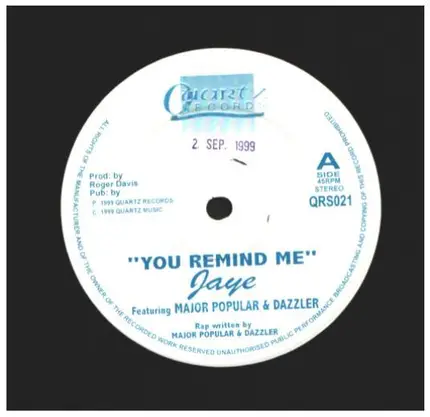 Quartz
RECORDS
2 SEP. 1999
A
SIDE
45RPM
STEREO
QRS021
Prod: by
Roger Davis
Pub: by
P. 1999 QUARTZ RECORDS
C. 1999 QUARTZ MUSIC
"YOU REMIND ME"
Jaye
Featuring MAJOR POPULAR & DAZZLER
Rap written by
MAJOR POPULAR & DAZZLER
ALL RIGHTS OF THE MANUFACTURER AND OF THE OWNER OF THE RECORDED WORK RESERVED UNAUTHORISED PUBLIC PERFORMANCE BROADCASTING AND COPYING OF THIS RECORD PROHIBITED